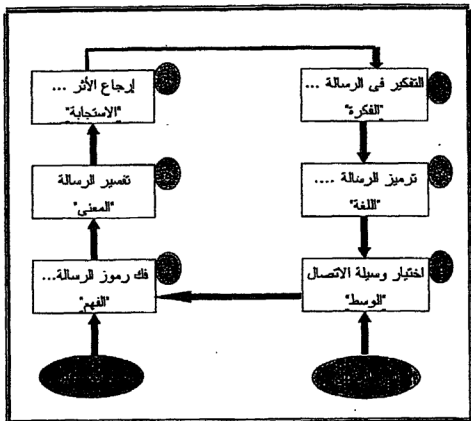 التفكير فى الرسالة ...
"الفكرة"
ترميز الرسالة ....
"اللغة"
اختيار وسيلة الاتصال
"الوسط"
فك رموز الرسالة...
"الفهم"
تفسير الرسالة
"المعنى"
إرجاع الأثر ...
"الاستجابة"